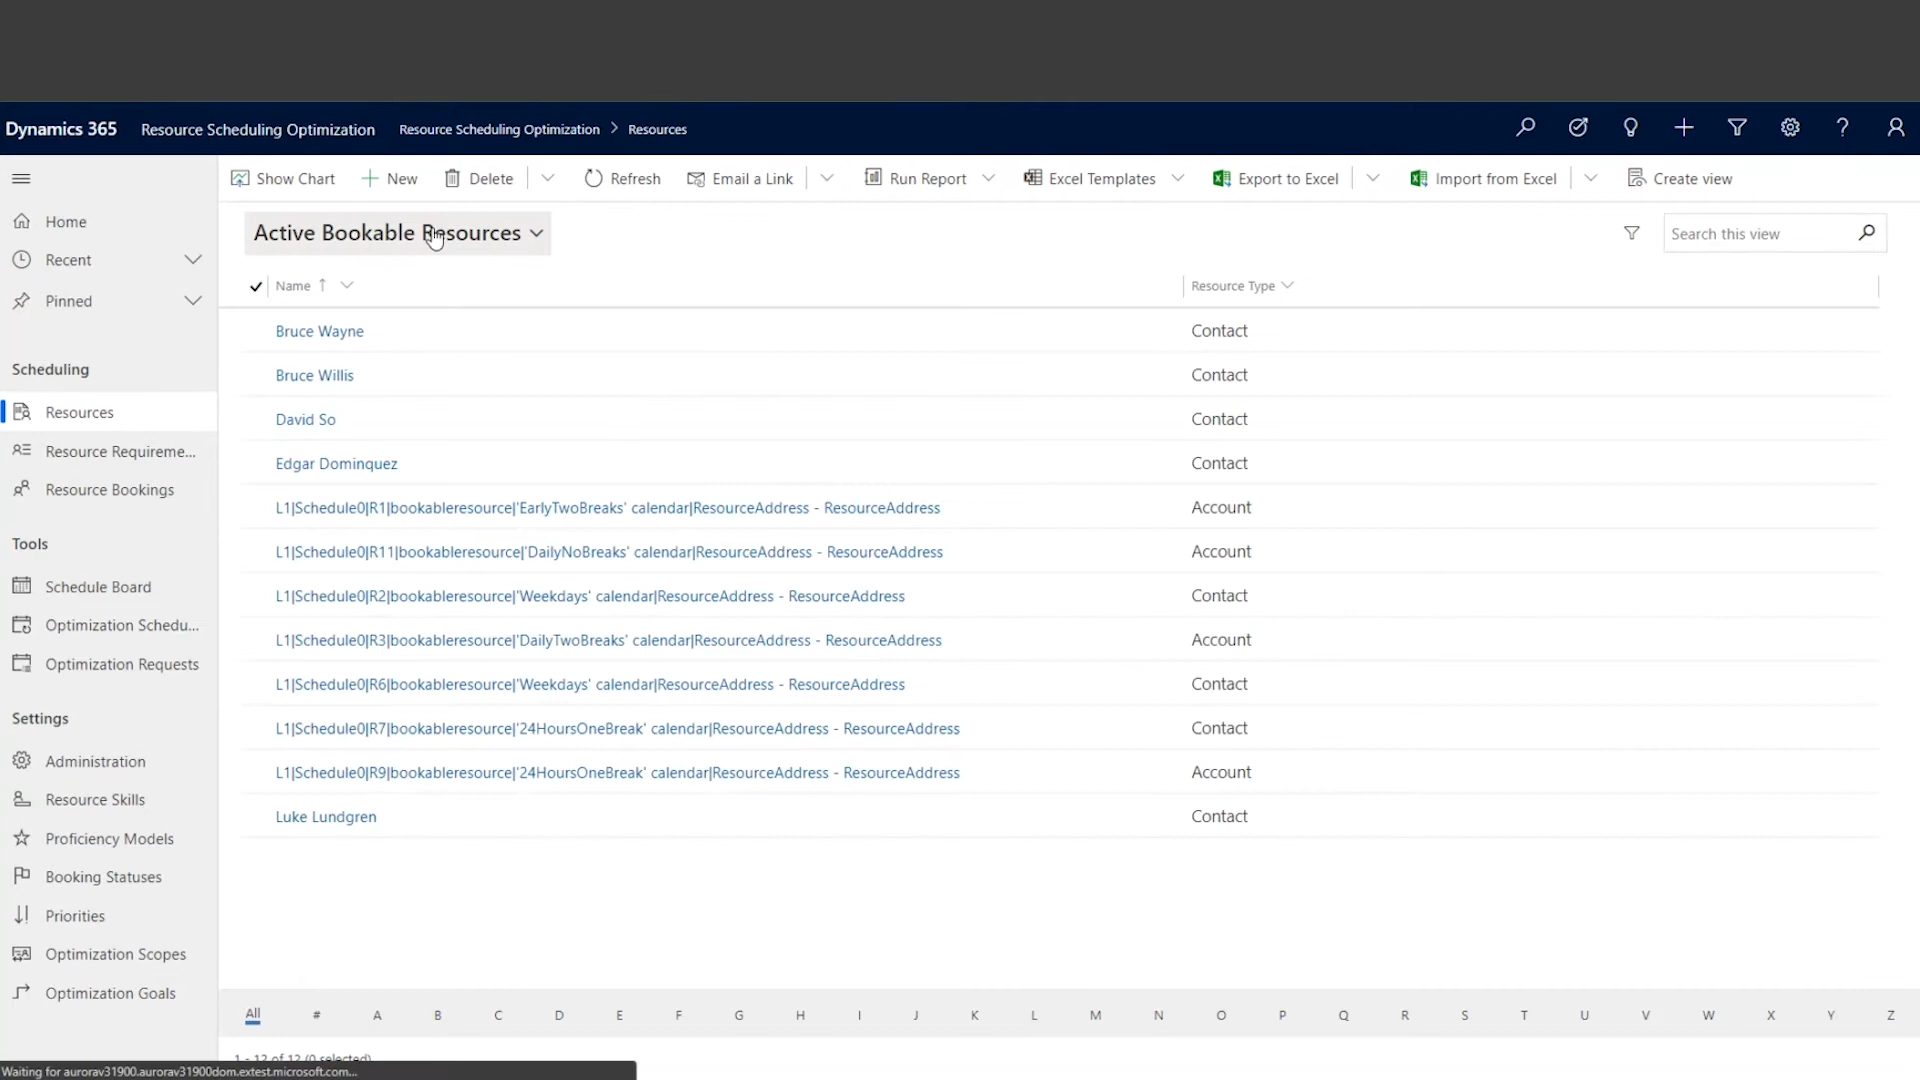 Dynamics 365 Resource Scheduling Optimization Resource Scheduling Optimization > Resources
Show Chart New Delete Refresh Email a Link Run Report Excel Templates Export to Excel Import from Excel Create view
Home
Recent
Pinned
Scheduling
Resources
Resource Requireme...
Resource Bookings
Tools
Schedule Board
Optimization Schedu...
Optimization Requests
Settings
Administration
Resource Skills
Proficiency Models
Booking Statuses
Priorities
Optimization Scopes
Optimization Goals
Active Bookable Resources
Search this view
Name Resource Type
Bruce Wayne Contact
Bruce Willis Contact
David So Contact
Edgar Dominquez Contact
L1|Schedule0|R1|bookableresource|'EarlyTwoBreaks' calendar|ResourceAddress - ResourceAddress Account
L1|Schedule0|R11|bookableresource|'DailyNoBreaks' calendar|ResourceAddress - ResourceAddress Account
L1|Schedule0|R2|bookableresource|'Weekdays' calendar|ResourceAddress - ResourceAddress Contact
L1|Schedule0|R3|bookableresource|'DailyTwoBreaks' calendar|ResourceAddress - ResourceAddress Account
L1|Schedule0|R6|bookableresource|'Weekdays' calendar|ResourceAddress - ResourceAddress Contact
L1|Schedule0|R7|bookableresource|'24HoursOneBreak' calendar|ResourceAddress - ResourceAddress Contact
L1|Schedule0|R9|bookableresource|'24HoursOneBreak' calendar|ResourceAddress - ResourceAddress Account
Luke Lundgren Contact
All # A B C D E F G H I J K L M N O P Q R S T U V W X Y Z
1 - 12 of 12 (0 selected)
Waiting for aurorav31900.aurorav31900dom.extest.microsoft.com...